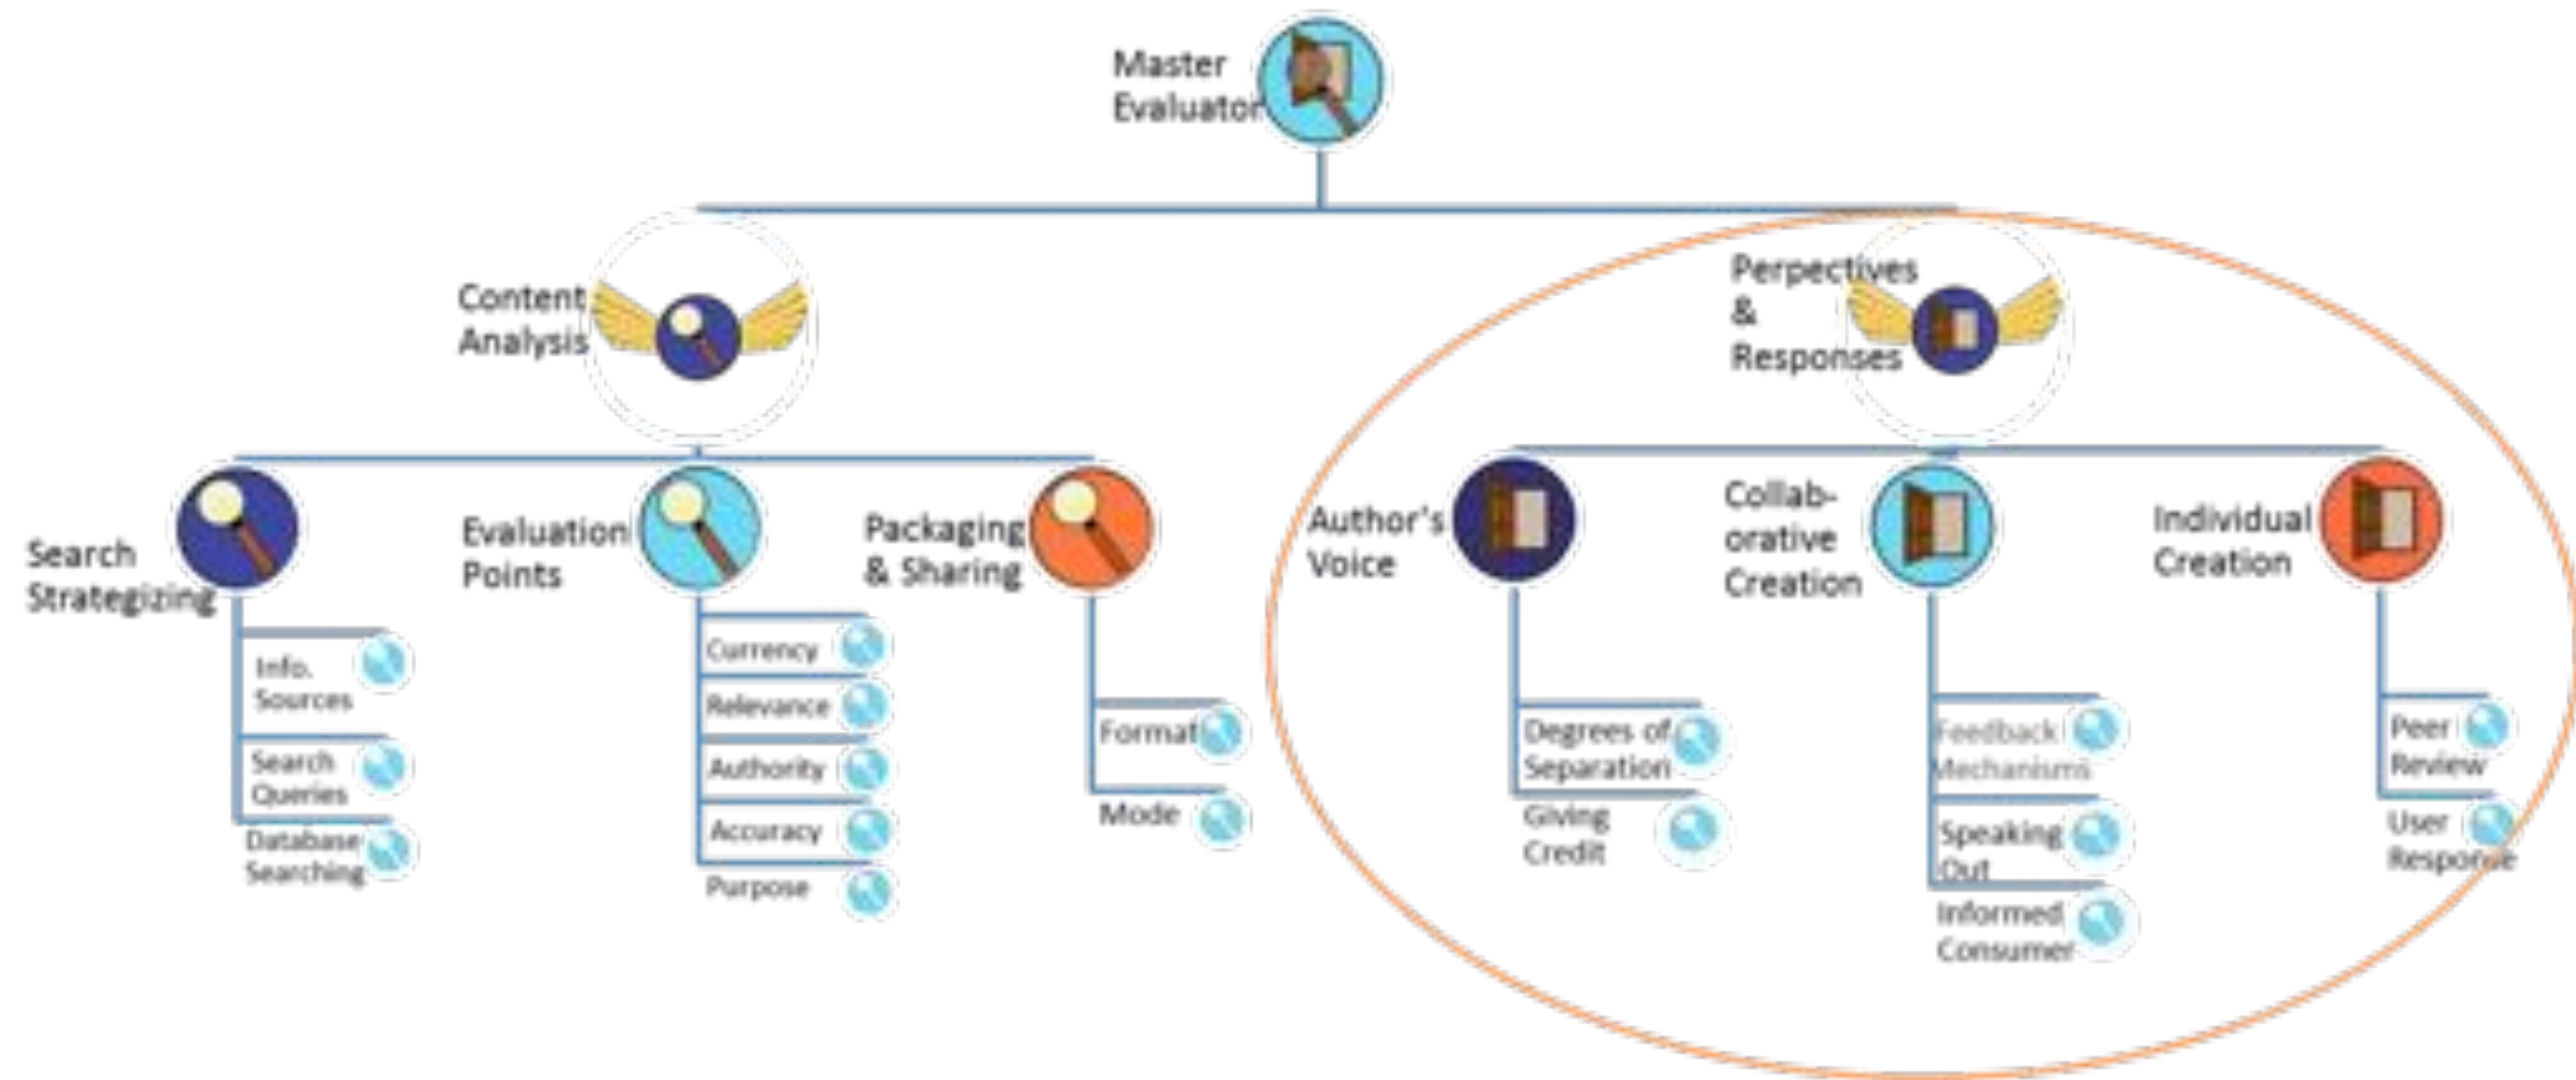 Master
Evaluator
Content
Analysis
Perpectives
&
Responses
Search
Strategizing
Evaluation
Points
Packaging
& Sharing
Author's
Voice
Collab-
orative
Creation
Individual
Creation
Info.
Sources
Search
Queries
Database
Searching
Currency
Relevance
Authority
Accuracy
Purpose
Format
Mode
Degrees of
Separation
Giving
Credit
Feedback
Mechanisms
Speaking
Out
Informed
Consumer
Peer
Review
User
Response